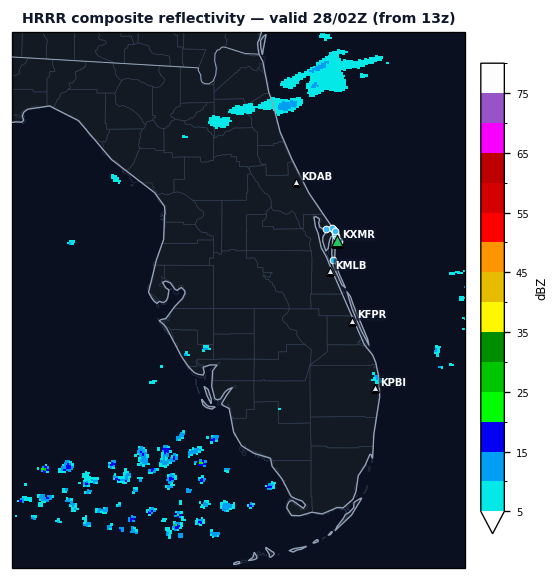 HRRR composite reflectivity — valid 28/02Z (from 13z)
KDAB
KXMR
KMLB
KFPR
KPBI
75
65
55
45
35
25
15
5
dBZ